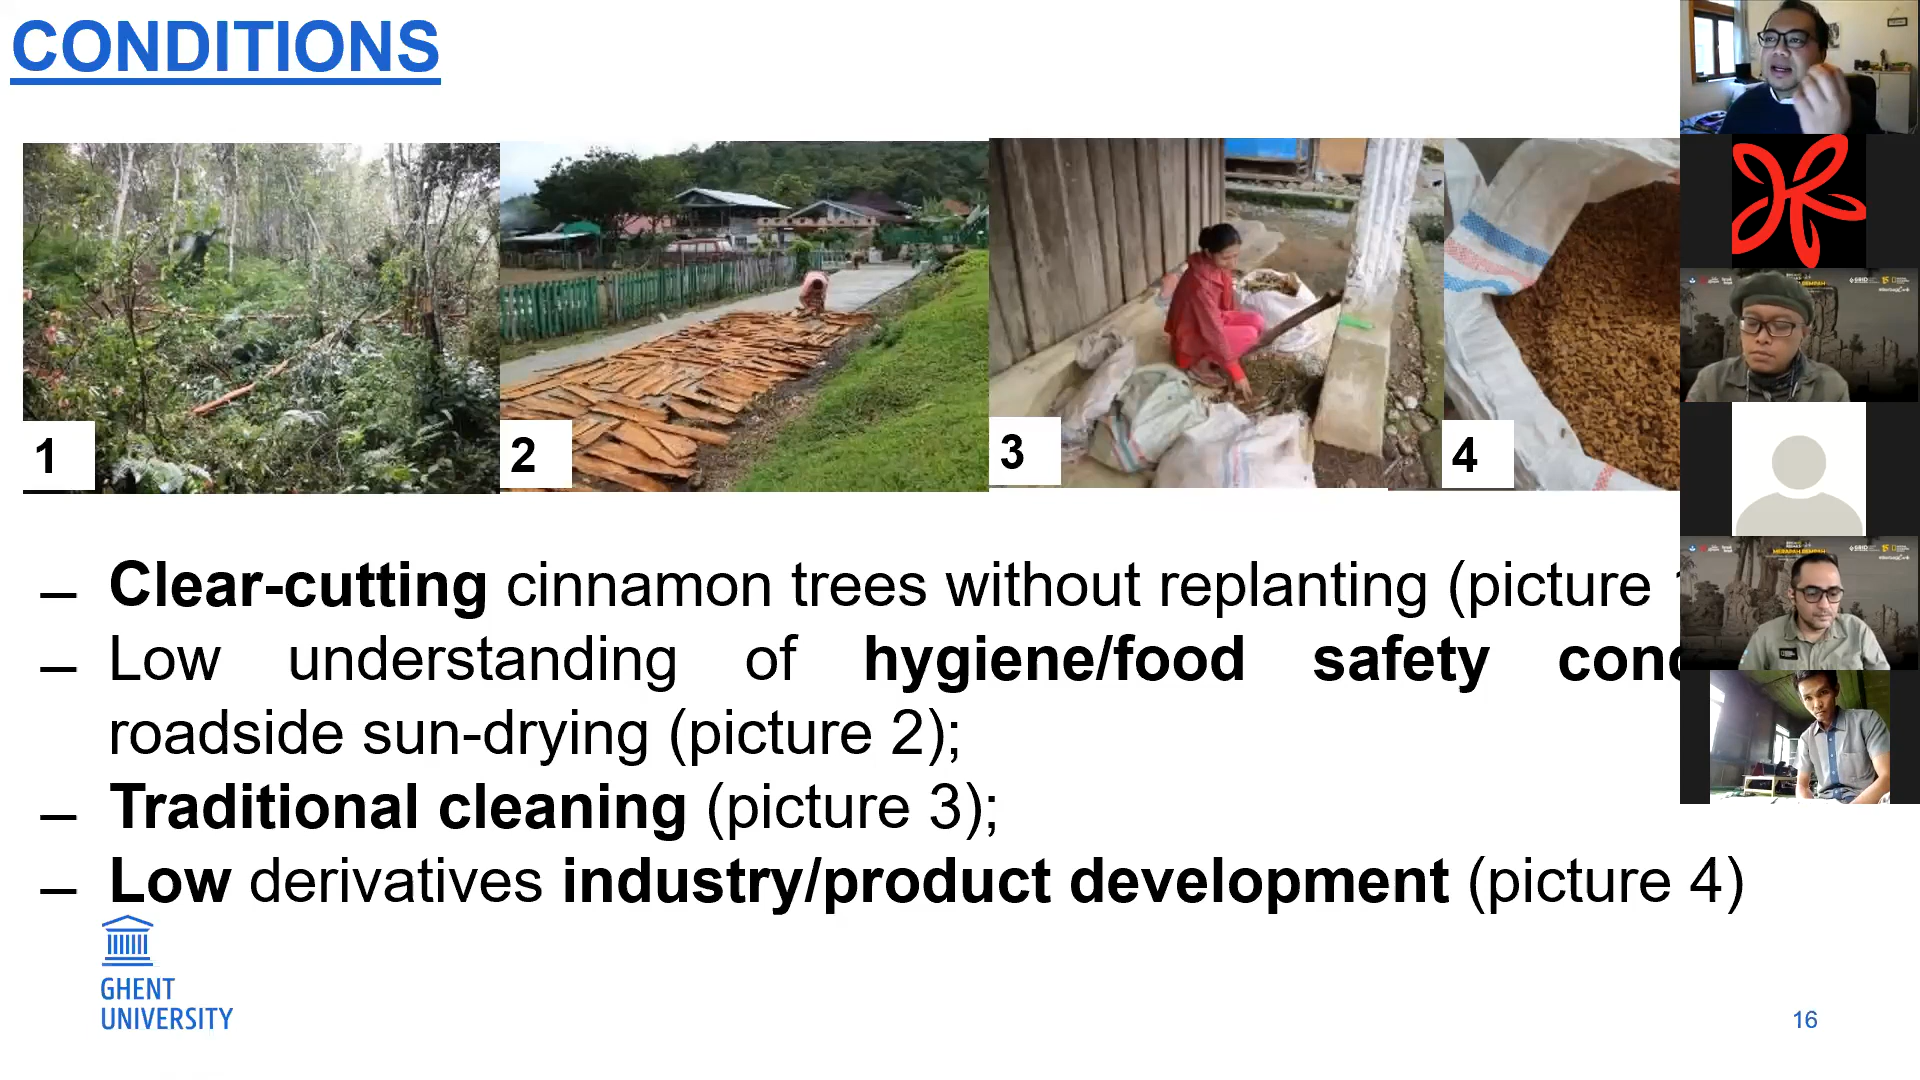 CONDITIONS
1
2
3
4
– Clear-cutting cinnamon trees without replanting (picture
– Low understanding of hygiene/food safety
roadside sun-drying (picture 2);
– Traditional cleaning (picture 3);
– Low derivatives industry/product development (picture 4)
GHENT
UNIVERSITY
16